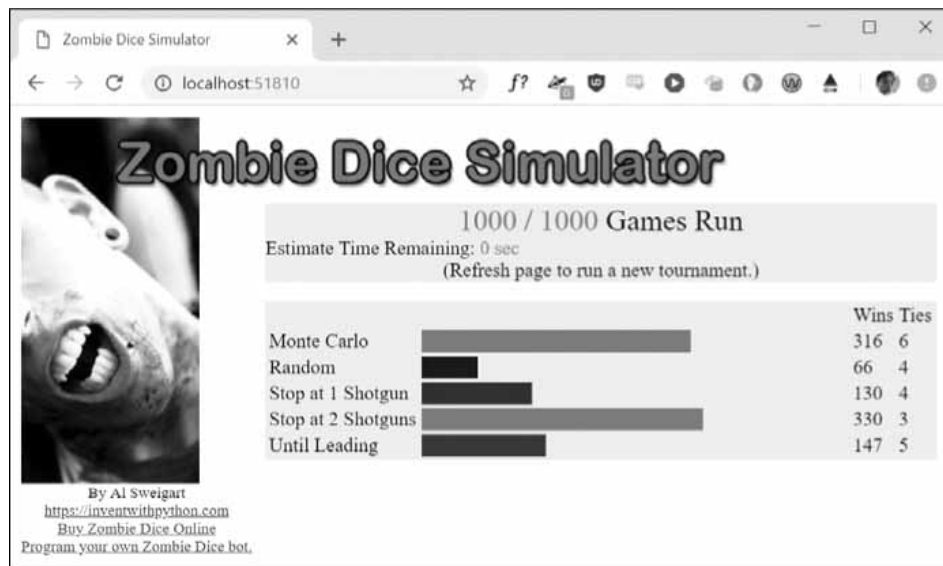 Zombie Dice Simulator
localhost:51810
Zombie Dice Simulator
1000 / 1000 Games Run
Estimate Time Remaining: 0 sec
(Refresh page to run a new tournament.)
Wins Ties
Monte Carlo 316 6
Random 66 4
Stop at 1 Shotgun 130 4
Stop at 2 Shotguns 330 3
Until Leading 147 5
By Al Sweigart
https://inventwithpython.com
Buy Zombie Dice Online
Program your own Zombie Dice bot.